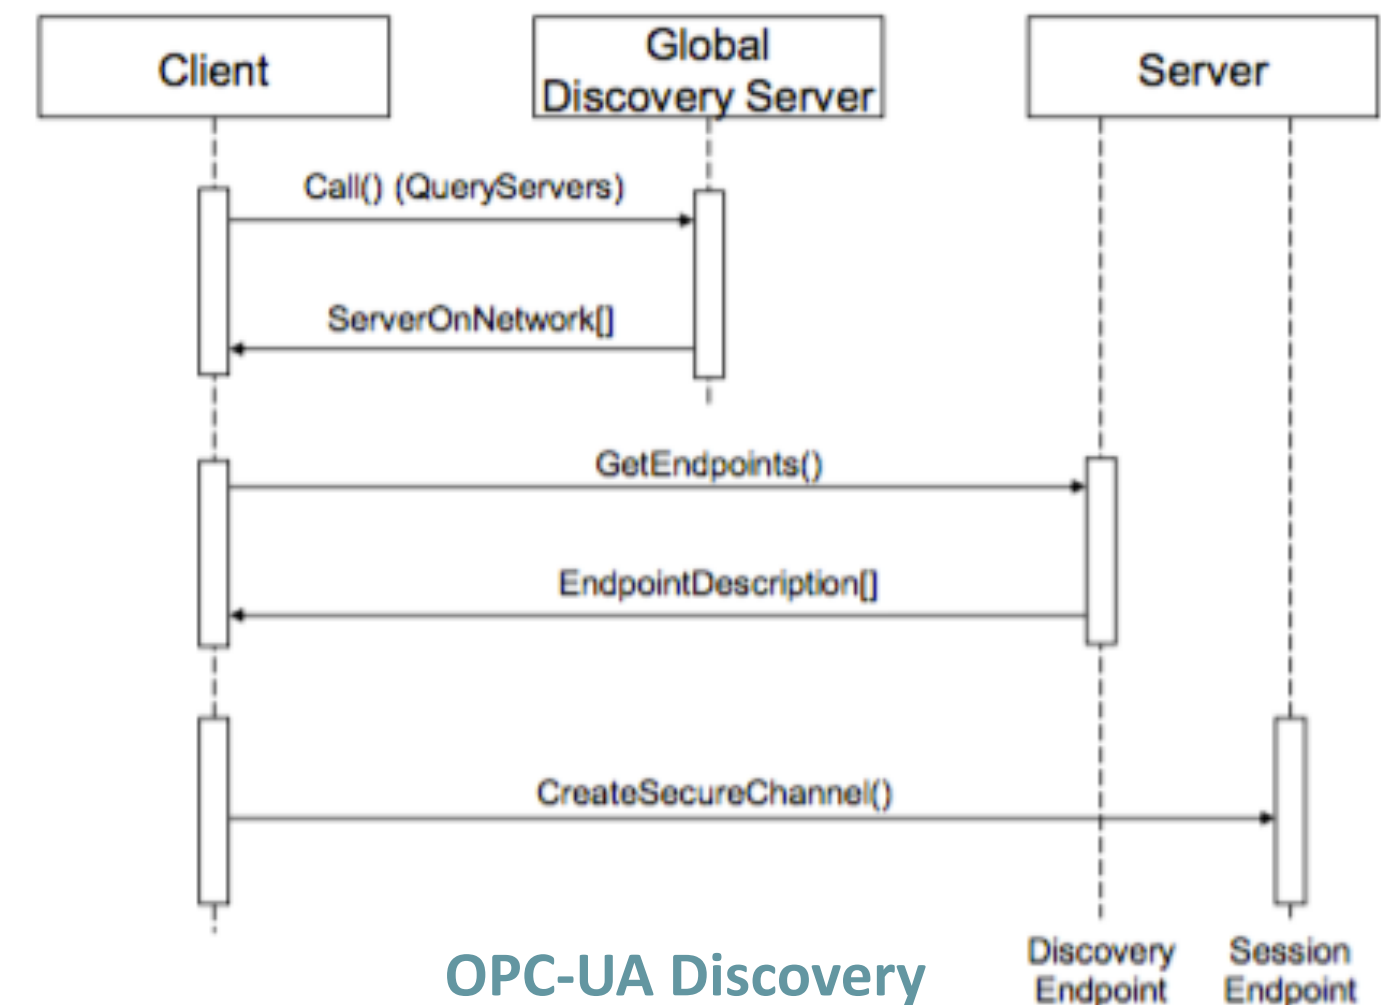 Client
Global
Discovery Server
Server
Call() (QueryServers)
ServerOnNetwork[]
GetEndpoints()
EndpointDescription[]
CreateSecureChannel()
Discovery
Endpoint
Session
Endpoint
OPC-UA Discovery